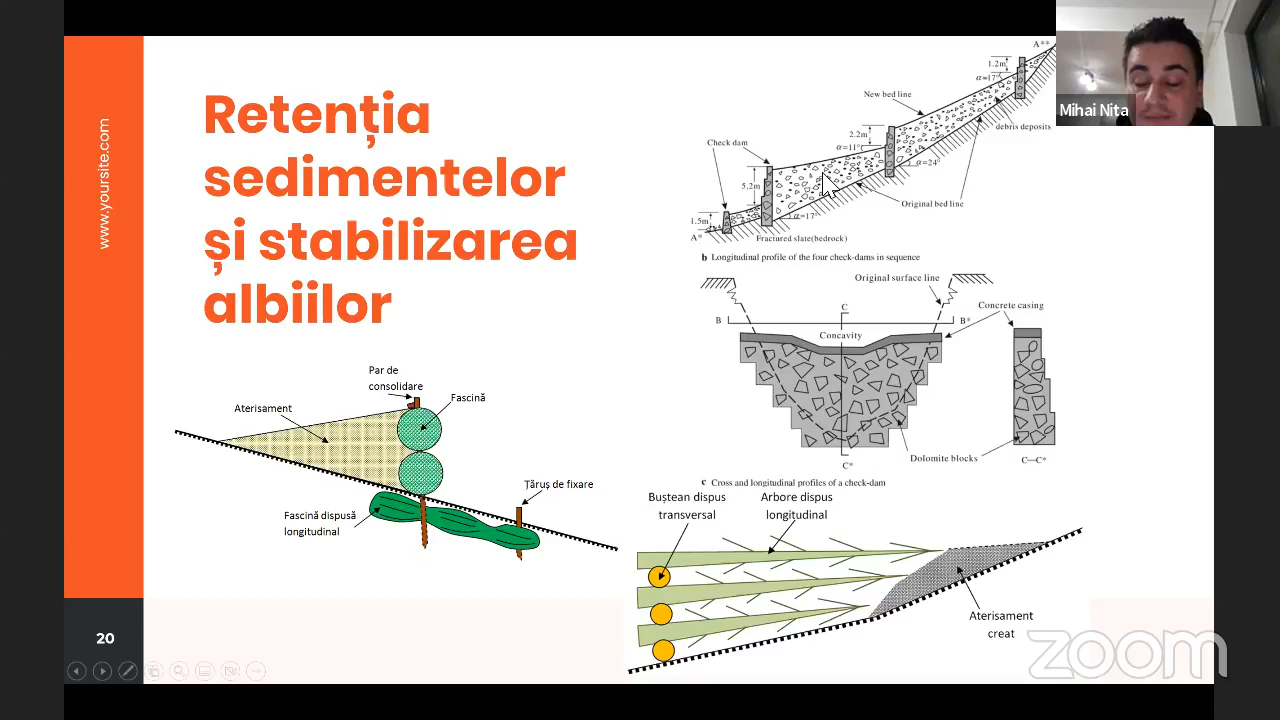 www.yoursite.com
Retenția
sedimentelor
și stabilizarea
albiilor
Par de
consolidare
Fascină
Aterisament
Țăruș de fixare
Fascină dispusă
longitudinal
20
A**
1.2m
α=17°
New bed line
debris deposits
2.2m
α=11°
Check dam
α=24°
5.2m
Original bed line
1.5m
α=17°
A*
Fractured slate(bedrock)
b Longitudinal profile of the four check-dams in sequence
Original surface line
C
Concrete casing
B
B*
Concavity
Dolomite blocks
C*
C—C*
c Cross and longitudinal profiles of a check-dam
Buștean dispus
transversal
Arbore dispus
longitudinal
Aterisament
creat
Mihai Nita
zoom